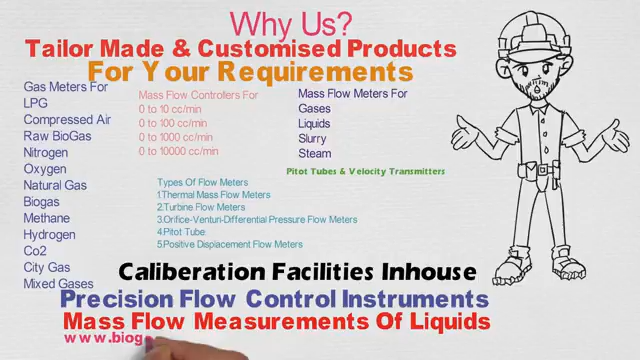 Why Us?
Tailor Made & Customised Products
For Your Requirements
Gas Meters For
LPG
Compressed Air
Raw BioGas
Nitrogen
Oxygen
Natural Gas
Biogas
Methane
Hydrogen
Co2
City Gas
Mixed Gases
Mass Flow Controllers For
0 to 10 cc/min
0 to 100 cc/min
0 to 1000 cc/min
0 to 10000 cc/min
Mass Flow Meters For
Gases
Liquids
Slurry
Steam
Pitot Tubes & Velocity Transmitters
Types Of Flow Meters
1.Thermal Mass Flow Meters
2.Turbine Flow Meters
3.Orifice-Venturi-Differential Pressure Flow Meters
4.Pitot Tube
5.Positive Displacement Flow Meters
Caliberation Facilities Inhouse
Precision Flow Control Instruments
Mass Flow Measurements Of Liquids